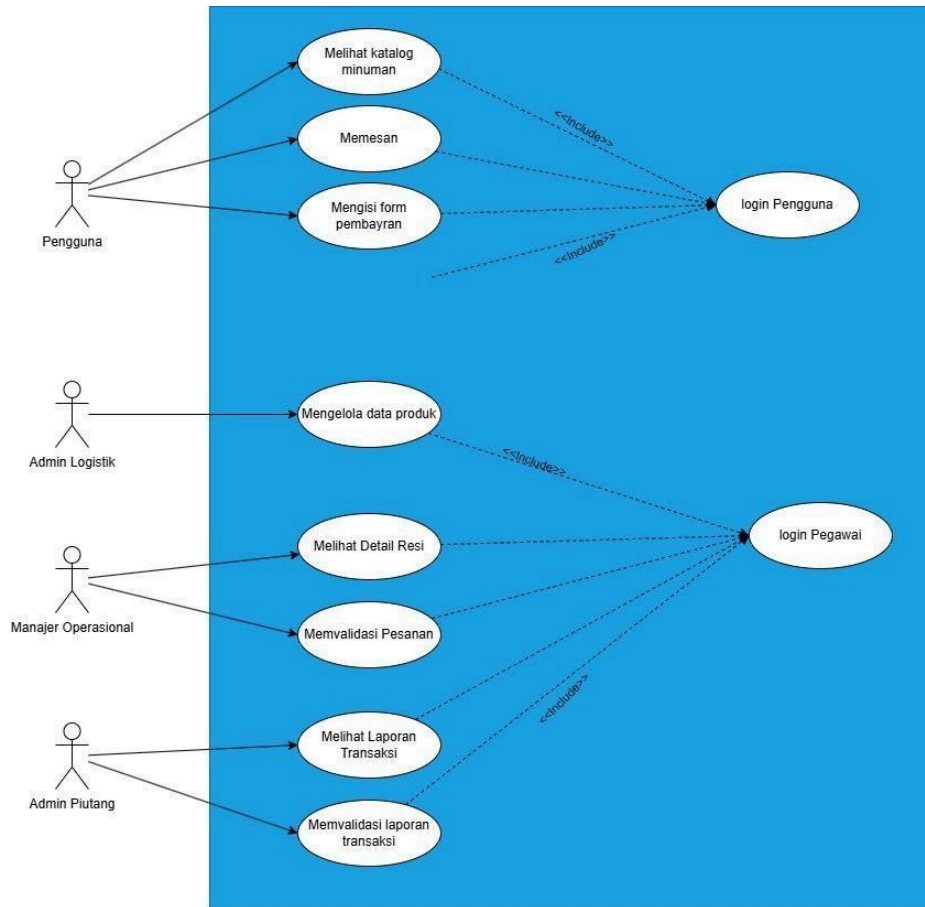 Melihat katalog
minuman
<<Include>>
Memesan
Pengguna
Mengisi form
pembayran
login Pengguna
<<Include>>
Admin Logistik
Mengelola data produk
<<Include>>
Manajer Operasional
Melihat Detail Resi
login Pegawai
Memvalidasi Pesanan
Admin Piutang
Melihat Laporan
Transaksi
<<Include>>
Memvalidasi laporan
transaksi